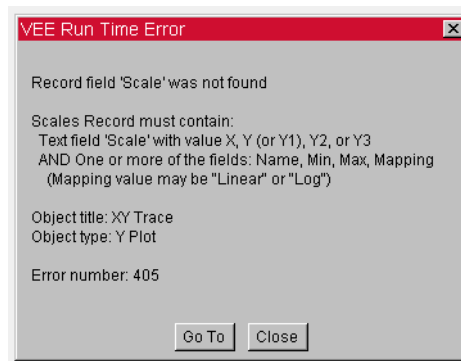 VEE Run Time Error
Record field 'Scale' was not found
Scales Record must contain:
Text field 'Scale' with value X, Y (or Y1), Y2, or Y3
AND One or more of the fields: Name, Min, Max, Mapping
(Mapping value may be "Linear" or "Log")
Object title: XY Trace
Object type: Y Plot
Error number: 405
Go To Close